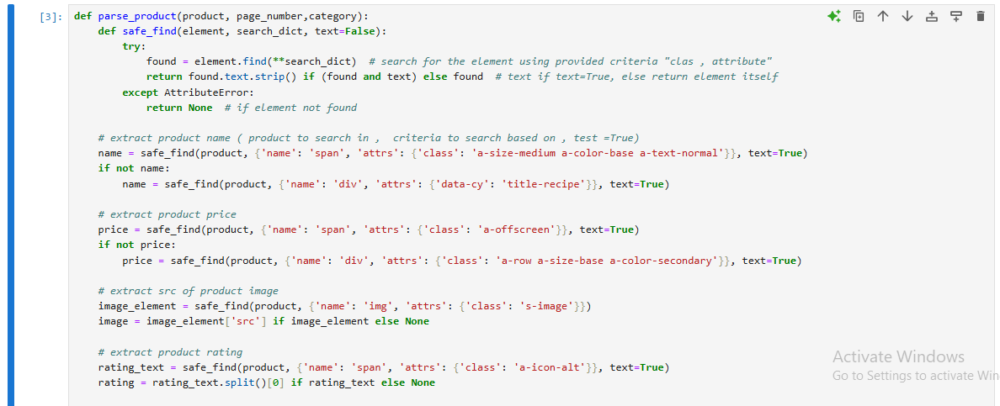 [3]: def parse_product(product, page_number,category):
    def safe_find(element, search_dict, text=False):
        try:
            found = element.find(**search_dict)  # search for the element using provided criteria "clas , attribute"
            return found.text.strip() if (found and text) else found  # text if text=True, else return element itself
        except AttributeError:
            return None  # if element not found

    # extract product name ( product to search in ,  criteria to search based on , test =True)
    name = safe_find(product, {'name': 'span', 'attrs': {'class': 'a-size-medium a-color-base a-text-normal'}}, text=True)
    if not name:
        name = safe_find(product, {'name': 'div', 'attrs': {'data-cy': 'title-recipe'}}, text=True)

    # extract product price
    price = safe_find(product, {'name': 'span', 'attrs': {'class': 'a-offscreen'}}, text=True)
    if not price:
        price = safe_find(product, {'name': 'div', 'attrs': {'class': 'a-row a-size-base a-color-secondary'}}, text=True)

    # extract src of product image
    image_element = safe_find(product, {'name': 'img', 'attrs': {'class': 's-image'}})
    image = image_element['src'] if image_element else None

    # extract product rating
    rating_text = safe_find(product, {'name': 'span', 'attrs': {'class': 'a-icon-alt'}}, text=True)
    rating = rating_text.split()[0] if rating_text else None
Activate Windows
Go to Settings to activate Win